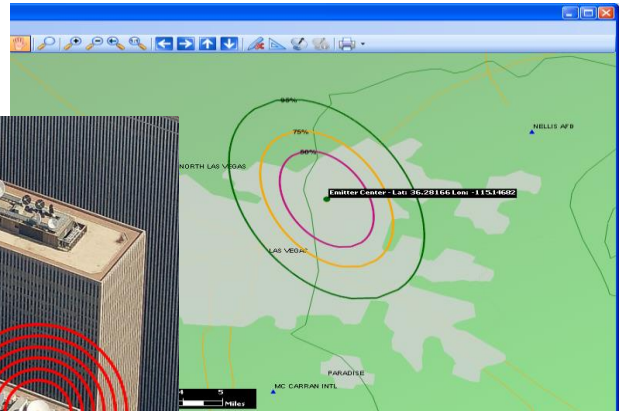 95%
75%
50%
NELLIS AFB
NORTH LAS VEGAS
Emitter Center - Lat: 36.28166 Lon: -115.14682
LAS VEGAS
PARADISE
MC CARRAN INTL
5
Miles